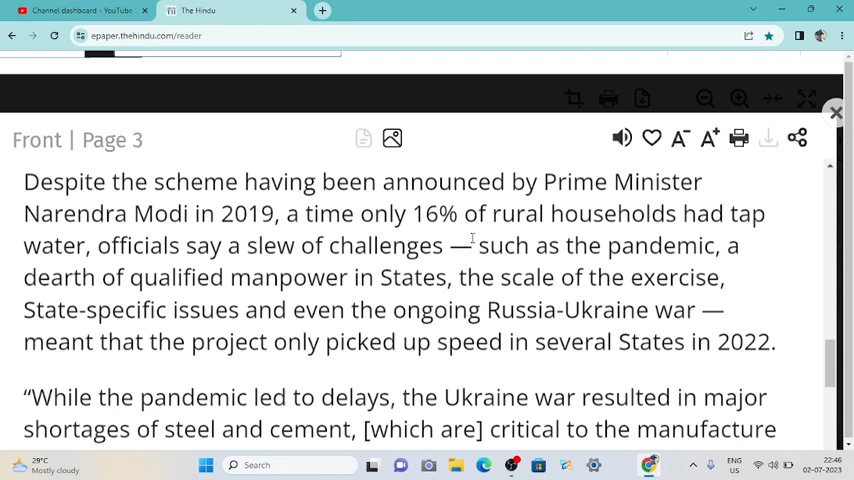 Channel dashboard - YouTube
The Hindu
epaper.thehindu.com/reader
Front | Page 3
A- A+
Despite the scheme having been announced by Prime Minister
Narendra Modi in 2019, a time only 16% of rural households had tap
water, officials say a slew of challenges — such as the pandemic, a
dearth of qualified manpower in States, the scale of the exercise,
State-specific issues and even the ongoing Russia-Ukraine war —
meant that the project only picked up speed in several States in 2022.
“While the pandemic led to delays, the Ukraine war resulted in major
shortages of steel and cement, [which are] critical to the manufacture
29°C
Mostly cloudy
Search
ENG
US
22:46
02-07-2023